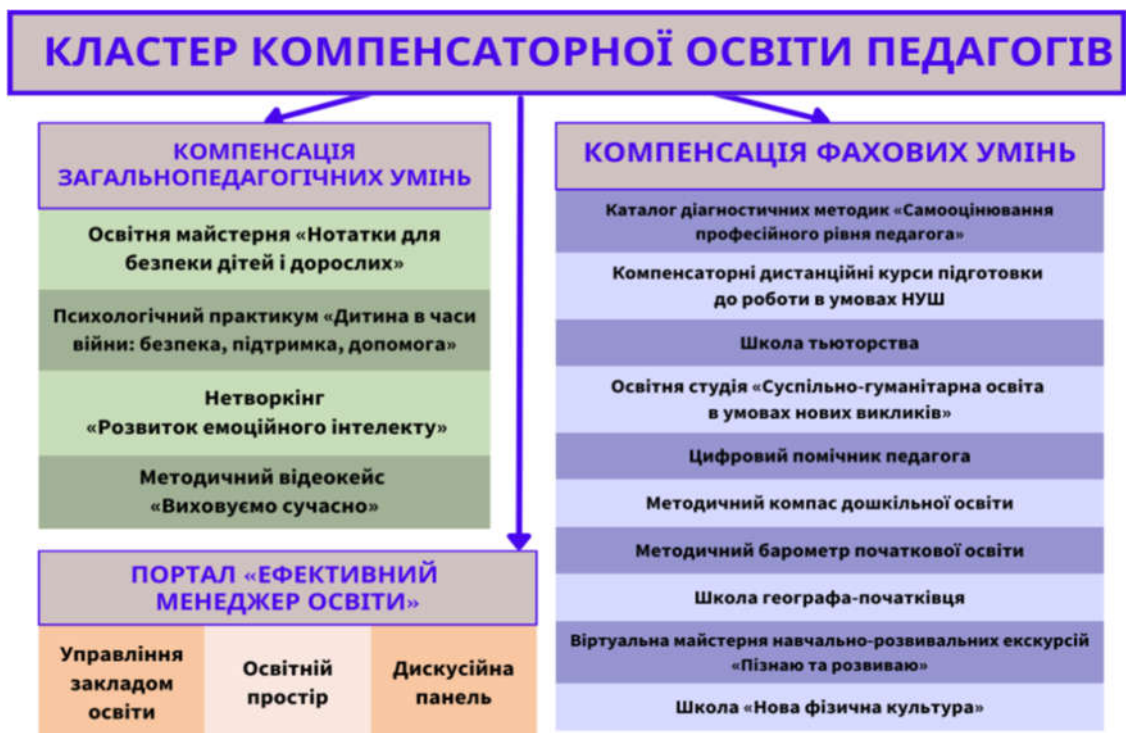 КЛАСТЕР КОМПЕНСАТОРНОЇ ОСВІТИ ПЕДАГОГІВ
КОМПЕНСАЦІЯ
ЗАГАЛЬНОПЕДАГОГІЧНИХ УМІНЬ
Освітня майстерня «Нотатки для
безпеки дітей і дорослих»
Психологічний практикум «Дитина в часи
війни: безпека, підтримка, допомога»
Нетворкінг
«Розвиток емоційного інтелекту»
Методичний відеокейс
«Виховуємо сучасно»
ПОРТАЛ «ЕФЕКТИВНИЙ
МЕНЕДЖЕР ОСВІТИ»
Управління
закладом
освіти
Освітній
простір
Дискусійна
панель
КОМПЕНСАЦІЯ ФАХОВИХ УМІНЬ
Каталог діагностичних методик «Самооцінювання
професійного рівня педагога»
Компенсаторні дистанційні курси підготовки
до роботи в умовах НУШ
Школа тьюторства
Освітня студія «Суспільно-гуманітарна освіта
в умовах нових викликів»
Цифровий помічник педагога
Методичний компас дошкільної освіти
Методичний барометр початкової освіти
Школа географа-початківця
Віртуальна майстерня навчально-розвивальних екскурсій
«Пізнаю та розвиваю»
Школа «Нова фізична культура»